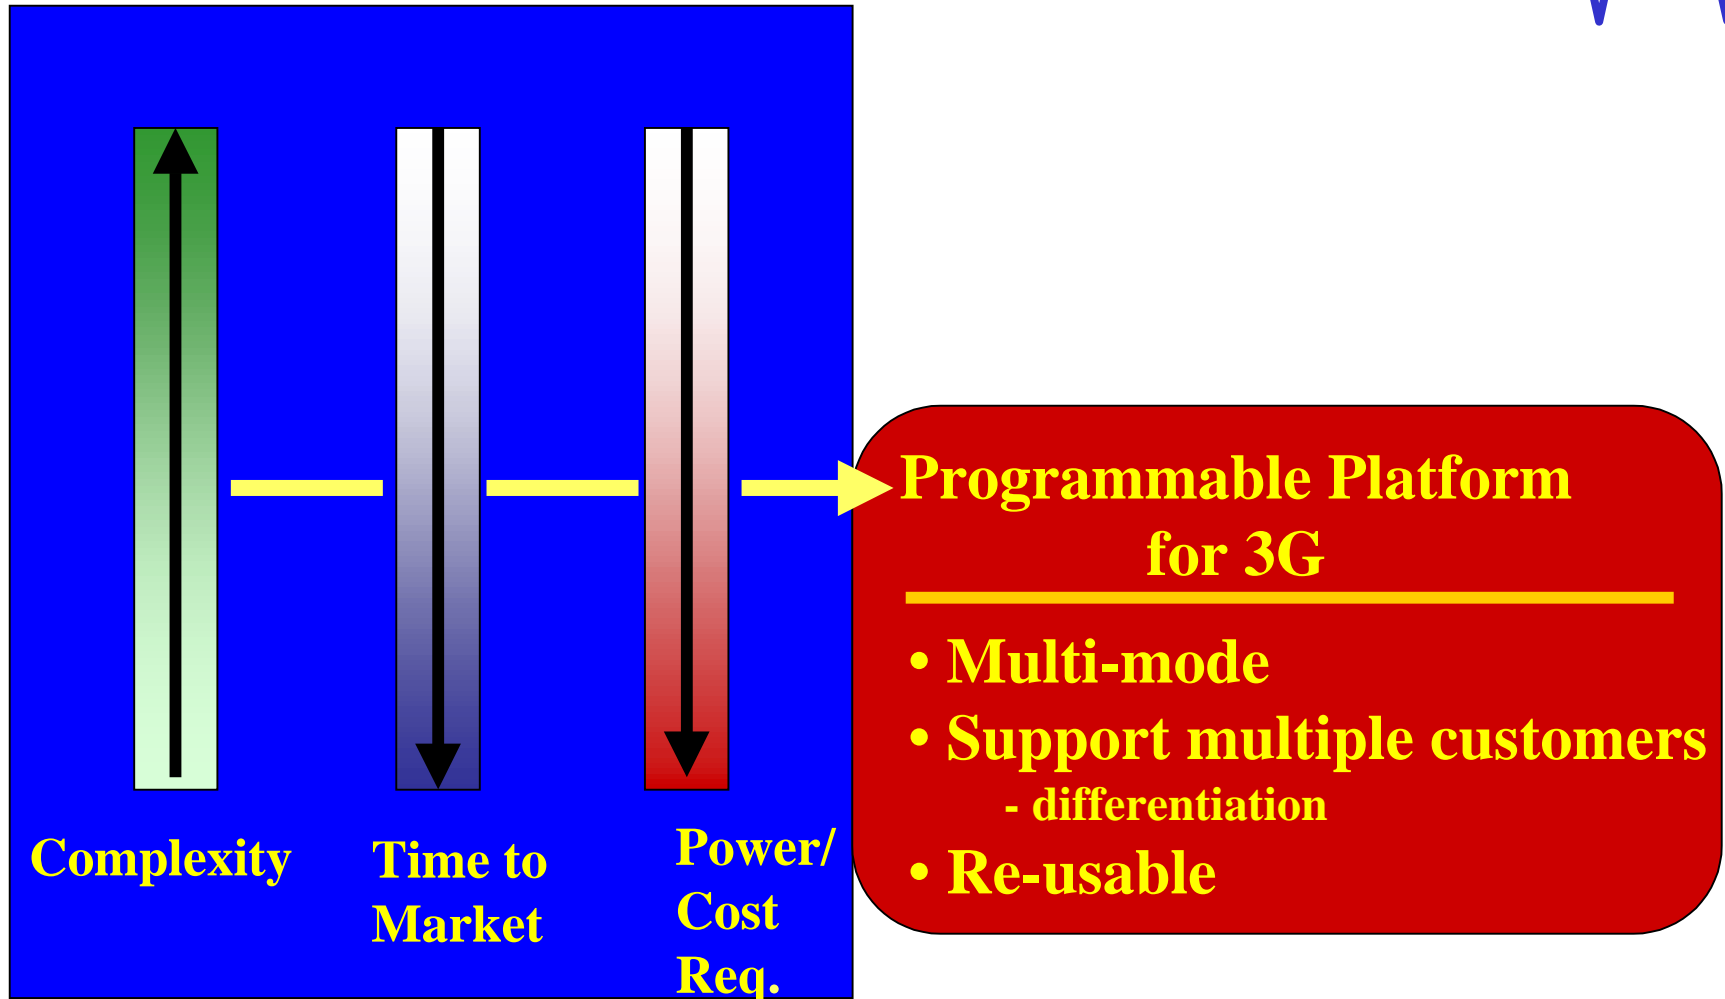 Complexity
Time to
Market
Power/
Cost
Req.
Programmable Platform
for 3G
• Multi-mode
• Support multiple customers
- differentiation
• Re-usable